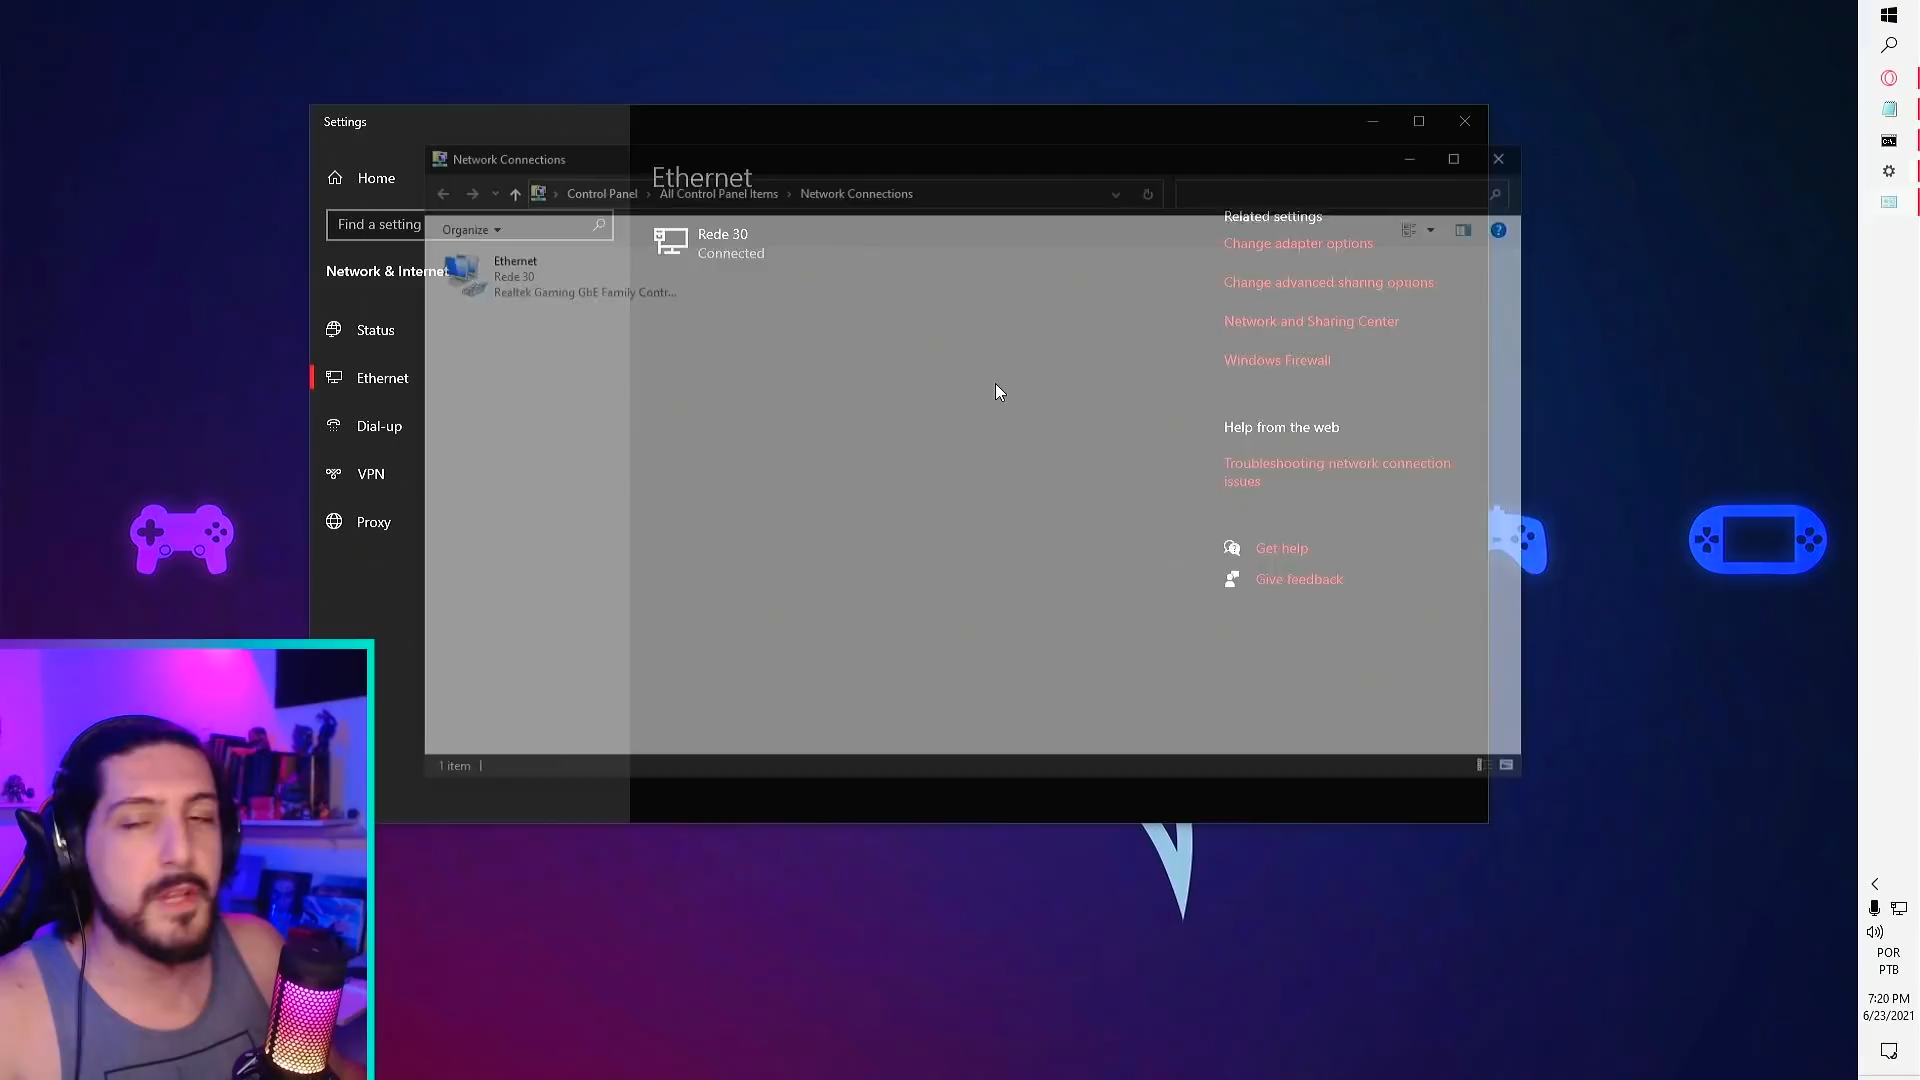 Settings
Home
Find a setting
Network & Internet
Status
Ethernet
Dial-up
VPN
Proxy
Network Connections
Control Panel > All Control Panel Items > Network Connections
Organize
Ethernet
Rede 30
Realtek Gaming GbE Family Contr...
1 item
Ethernet
Rede 30
Connected
Related settings
Change adapter options
Change advanced sharing options
Network and Sharing Center
Windows Firewall
Help from the web
Troubleshooting network connection
issues
Get help
Give feedback
POR
PTB
7:20 PM
6/23/2021